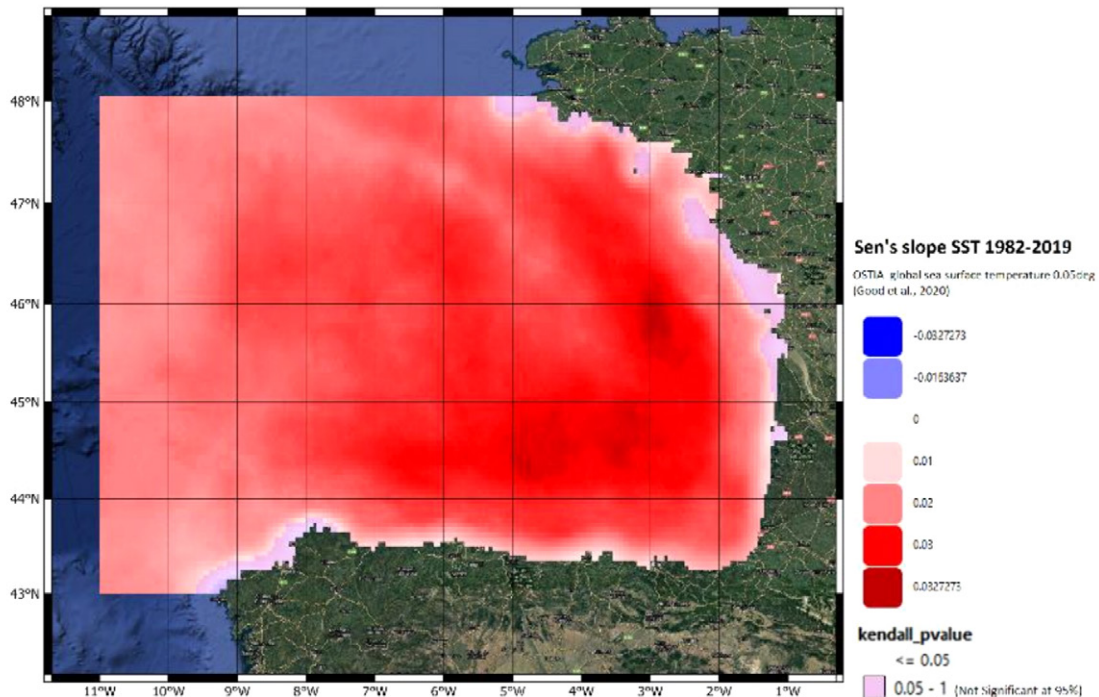 48°N
47°N
46°N
45°N
44°N
43°N
11°W 10°W 9°W 8°W 7°W 6°W 5°W 4°W 3°W 2°W 1°W
Sen's slope SST 1982-2019
OSTIA global sea surface temperature 0.05deg
(Good et al., 2020)
-0.0327273
-0.0163637
0
0.01
0.02
0.03
0.0327273
kendall_pvalue
<= 0.05
0.05 - 1 (Not Significant at 95%)